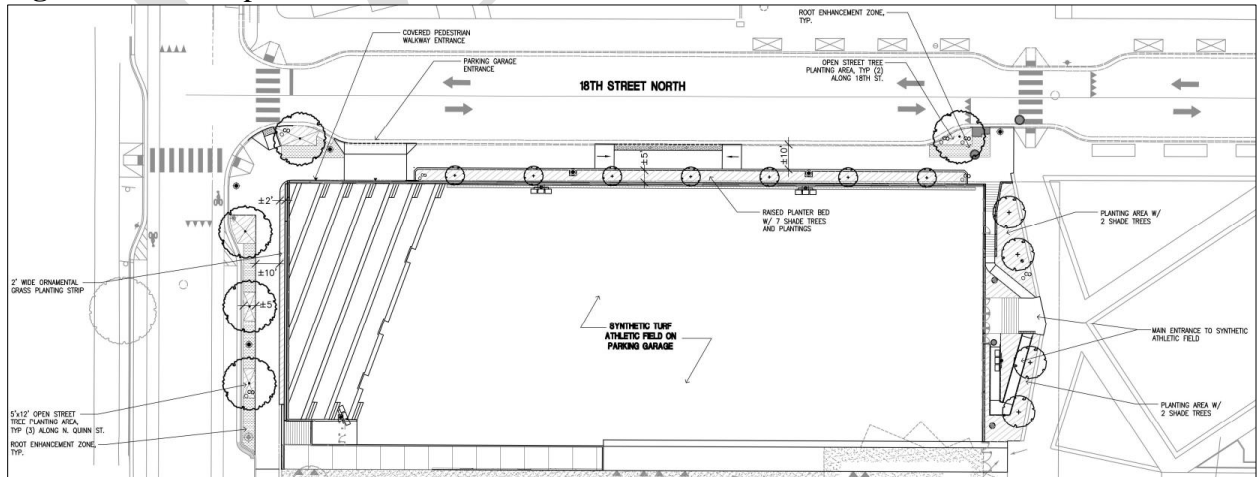 ROOT ENHANCEMENT ZONE,
TYP.
COVERED PEDESTRIAN
WALKWAY ENTRANCE
PARKING GARAGE
ENTRANCE
OPEN STREET TREE
PLANTING AREA, TYP (2)
ALONG 18TH ST.
18TH STREET NORTH
±5'
±10'
±2'
RAISED PLANTER BED
W/ 7 SHADE TREES
AND PLANTINGS
PLANTING AREA W/
2 SHADE TREES
2' WIDE ORNAMENTAL
GRASS PLANTING STRIP
±10'
±5'
SYNTHETIC TURF
ATHLETIC FIELD ON
PARKING GARAGE
MAIN ENTRANCE TO SYNTHETIC
ATHLETIC FIELD
5'x12' OPEN STREET
TREE PLANTING AREA,
TYP (3) ALONG N. QUINN ST.
ROOT ENHANCEMENT ZONE,
TYP.
PLANTING AREA W/
2 SHADE TREES